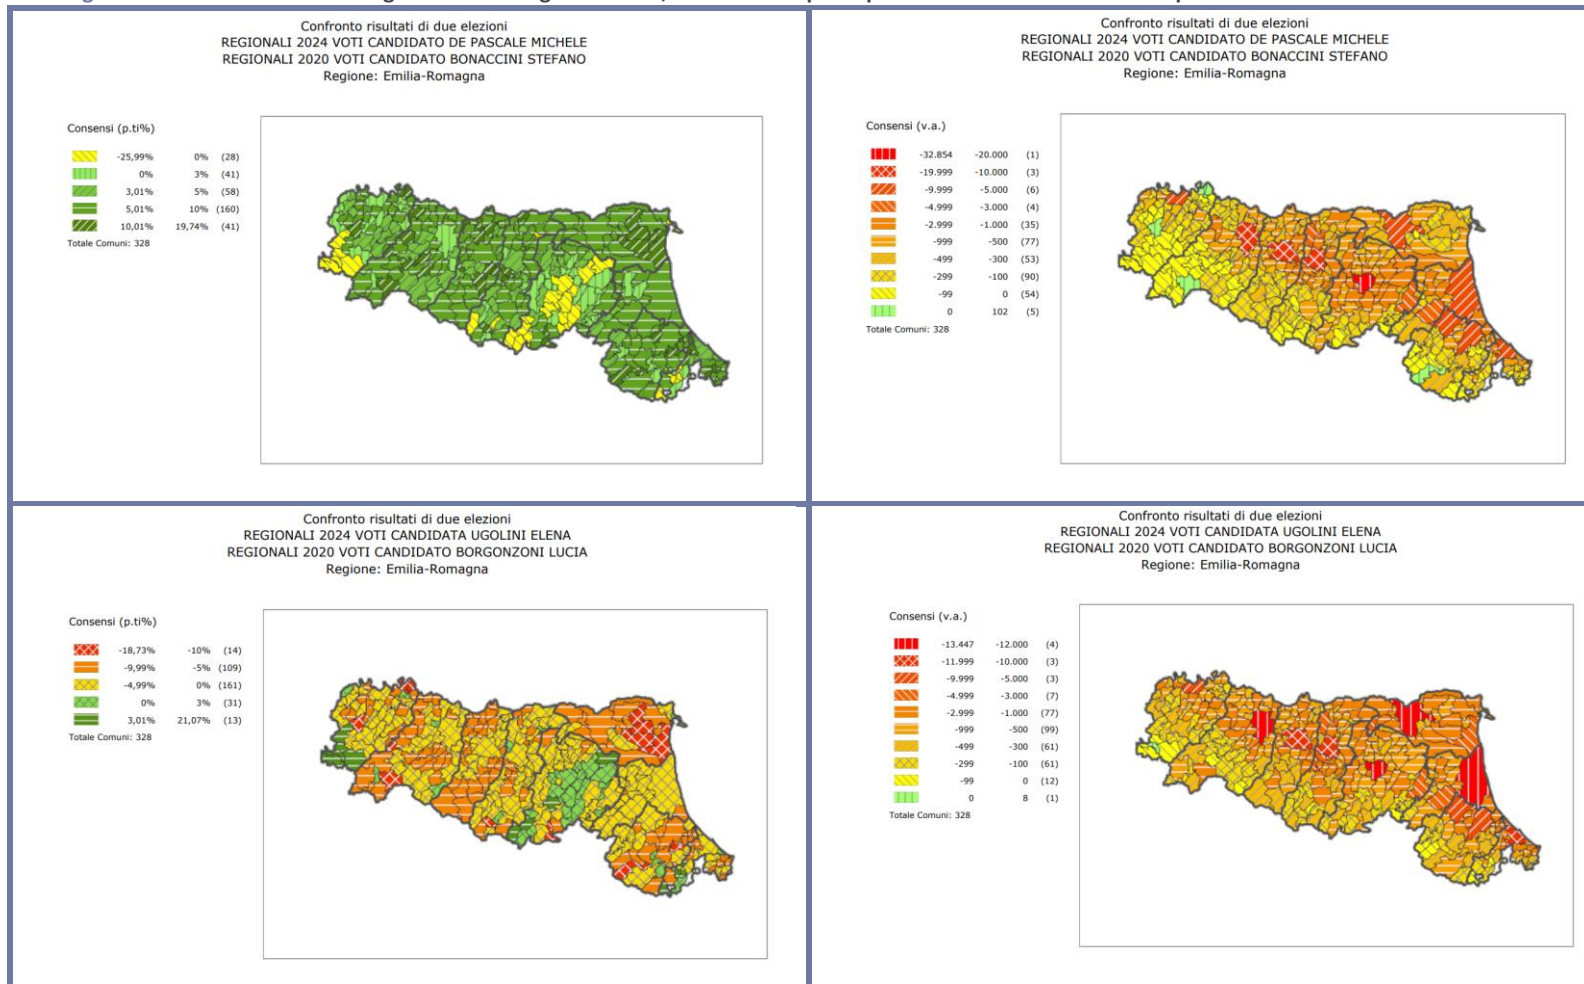 Confronto risultati di due elezioni
REGIONALI 2024 VOTI CANDIDATO DE PASCALE MICHELE
REGIONALI 2020 VOTI CANDIDATO BONACCINI STEFANO
Regione: Emilia-Romagna
Consensi (p.ti%)
-25,99% 0% (28)
0% 3% (41)
3,01% 5% (58)
5,01% 10% (160)
10,01% 19,74% (41)
Totale Comuni: 328
Confronto risultati di due elezioni
REGIONALI 2024 VOTI CANDIDATO DE PASCALE MICHELE
REGIONALI 2020 VOTI CANDIDATO BONACCINI STEFANO
Regione: Emilia-Romagna
Consensi (v.a.)
-32.854 -20.000 (1)
-19.999 -10.000 (3)
-9.999 -5.000 (6)
-4.999 -3.000 (4)
-2.999 -1.000 (35)
-999 -500 (77)
-499 -300 (53)
-299 -100 (90)
-99 0 (54)
0 102 (5)
Totale Comuni: 328
Confronto risultati di due elezioni
REGIONALI 2024 VOTI CANDIDATA UGOLINI ELENA
REGIONALI 2020 VOTI CANDIDATO BORGONZONI LUCIA
Regione: Emilia-Romagna
Consensi (p.ti%)
-18,73% -10% (14)
-9,99% -5% (109)
-4,99% 0% (161)
0% 3% (31)
3,01% 21,07% (13)
Totale Comuni: 328
Confronto risultati di due elezioni
REGIONALI 2024 VOTI CANDIDATA UGOLINI ELENA
REGIONALI 2020 VOTI CANDIDATO BORGONZONI LUCIA
Regione: Emilia-Romagna
Consensi (v.a.)
-13.447 -12.000 (4)
-11.999 -10.000 (3)
-9.999 -5.000 (3)
-4.999 -3.000 (7)
-2.999 -1.000 (77)
-999 -500 (99)
-499 -300 (61)
-299 -100 (61)
-99 0 (12)
0 8 (1)
Totale Comuni: 328